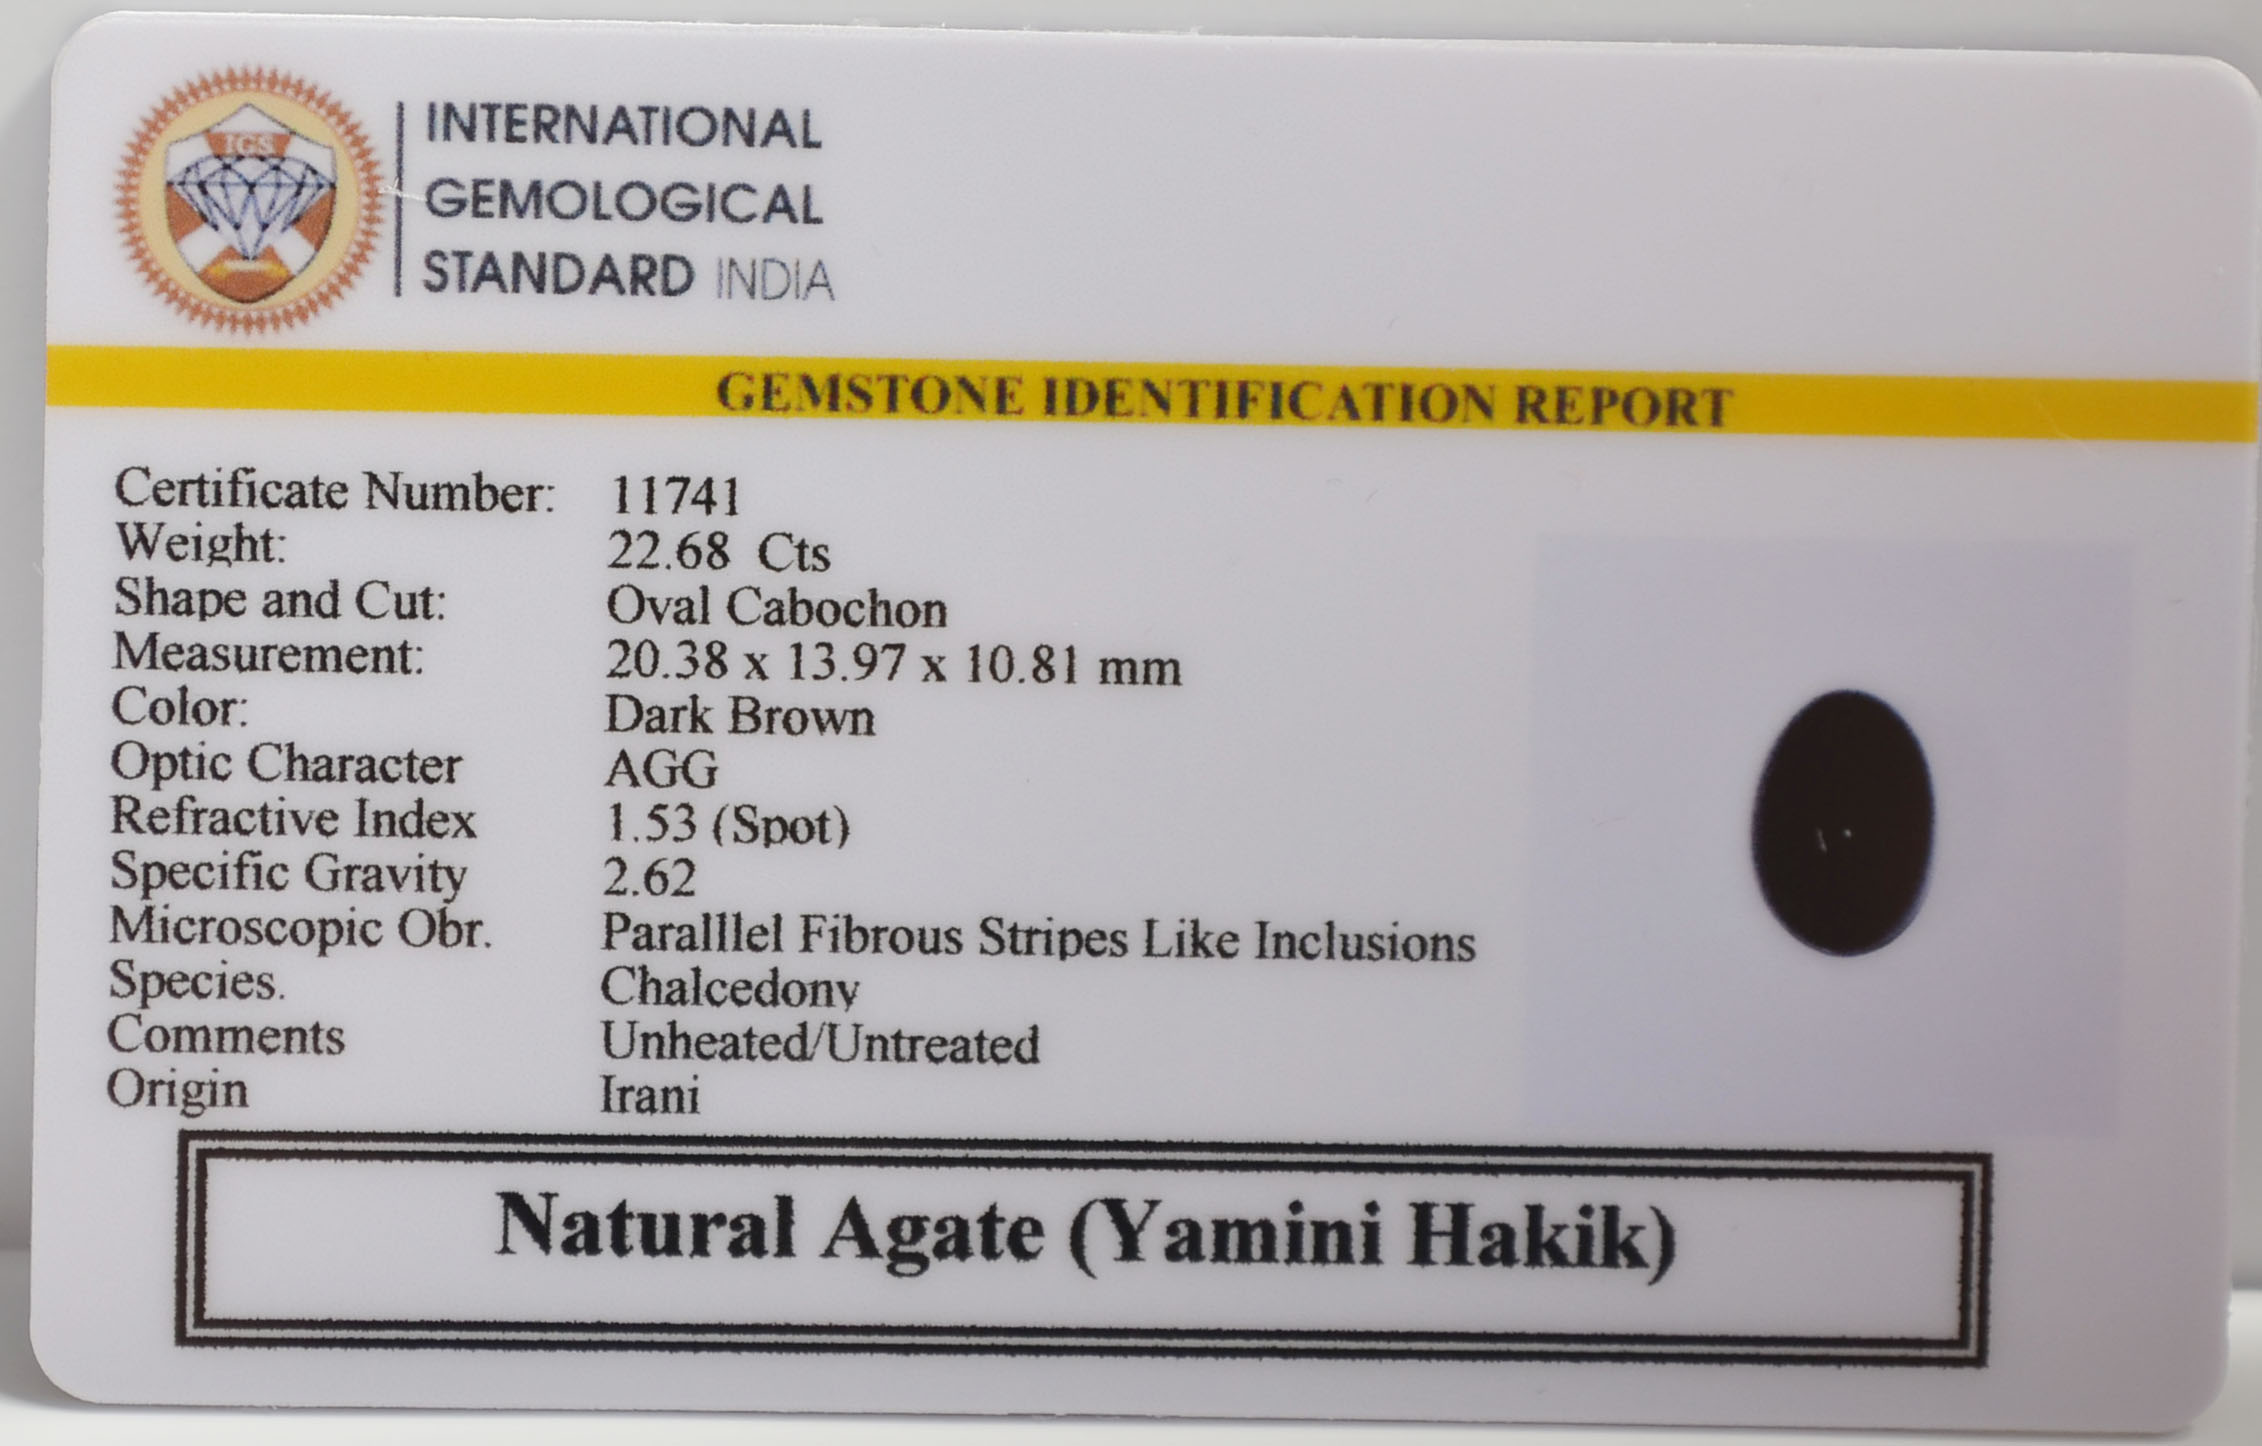 IGS
INTERNATIONAL
GEMOLOGICAL
STANDARD INDIA
GEMSTONE IDENTIFICATION REPORT
Certificate Number: 11741
Weight: 22.68 Cts
Shape and Cut: Oval Cabochon
Measurement: 20.38 x 13.97 x 10.81 mm
Color: Dark Brown
Optic Character AGG
Refractive Index 1.53 (Spot)
Specific Gravity 2.62
Microscopic Obr. Paralllel Fibrous Stripes Like Inclusions
Species. Chalcedony
Comments Unheated/Untreated
Origin Irani
Natural Agate (Yamini Hakik)